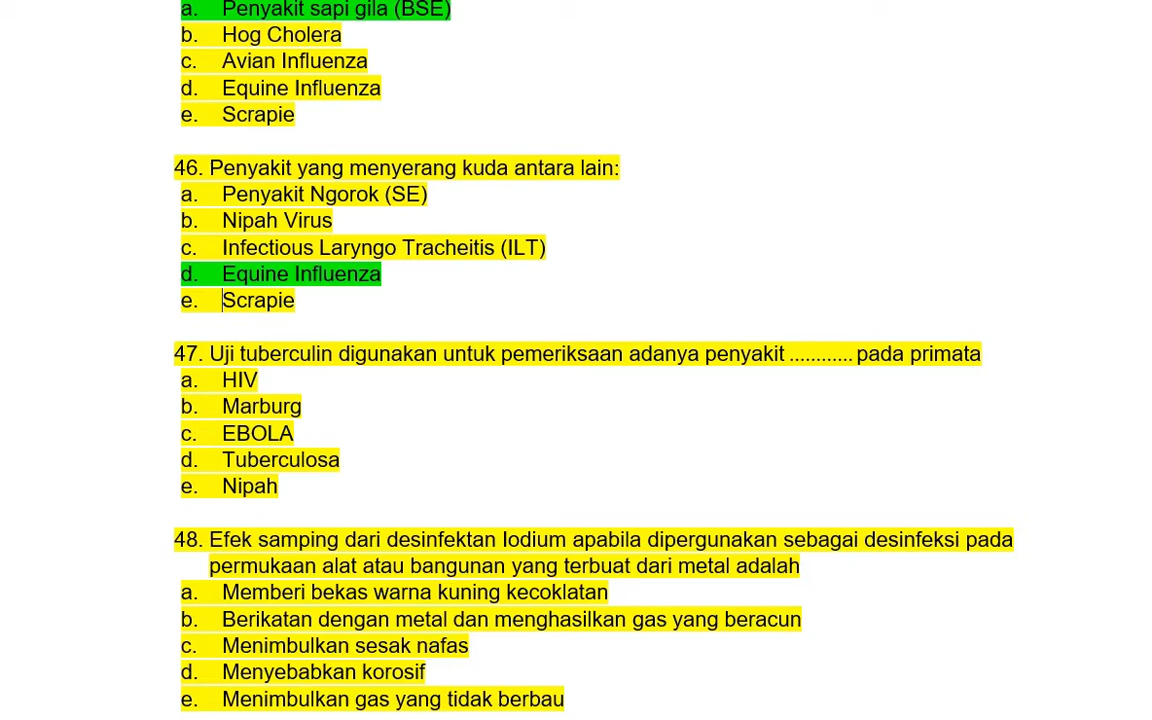 a. Penyakit sapi gila (BSE)
b. Hog Cholera
c. Avian Influenza
d. Equine Influenza
e. Scrapie
46. Penyakit yang menyerang kuda antara lain:
a. Penyakit Ngorok (SE)
b. Nipah Virus
c. Infectious Laryngo Tracheitis (ILT)
d. Equine Influenza
e. Scrapie
47. Uji tuberculin digunakan untuk pemeriksaan adanya penyakit ............ pada primata
a. HIV
b. Marburg
c. EBOLA
d. Tuberculosa
e. Nipah
48. Efek samping dari desinfektan Iodium apabila dipergunakan sebagai desinfeksi pada
permukaan alat atau bangunan yang terbuat dari metal adalah
a. Memberi bekas warna kuning kecoklatan
b. Berikatan dengan metal dan menghasilkan gas yang beracun
c. Menimbulkan sesak nafas
d. Menyebabkan korosif
e. Menimbulkan gas yang tidak berbau